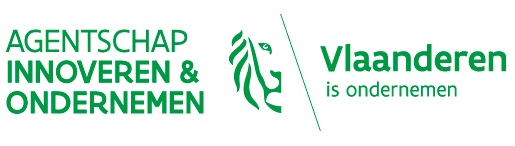 AGENTSCHAP
INNOVEREN &
ONDERNEMEN
Vlaanderen
is ondernemen